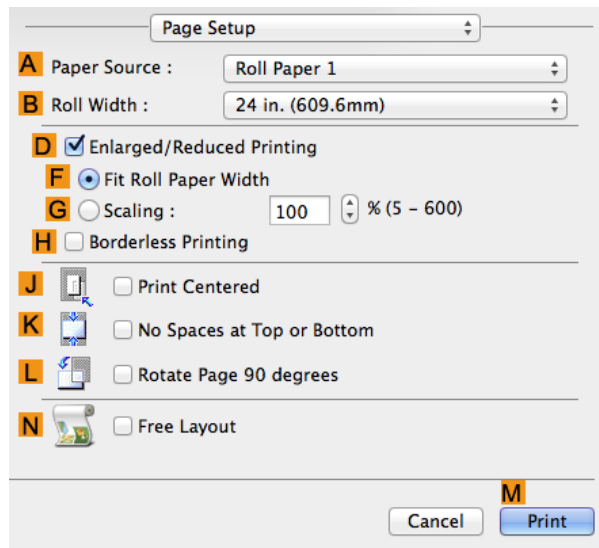 Page Setup
A Paper Source : Roll Paper 1
B Roll Width : 24 in. (609.6mm)
D Enlarged/Reduced Printing
F Fit Roll Paper Width
G Scaling : 100 % (5 - 600)
H Borderless Printing
J Print Centered
K No Spaces at Top or Bottom
L Rotate Page 90 degrees
N Free Layout
M
Cancel Print